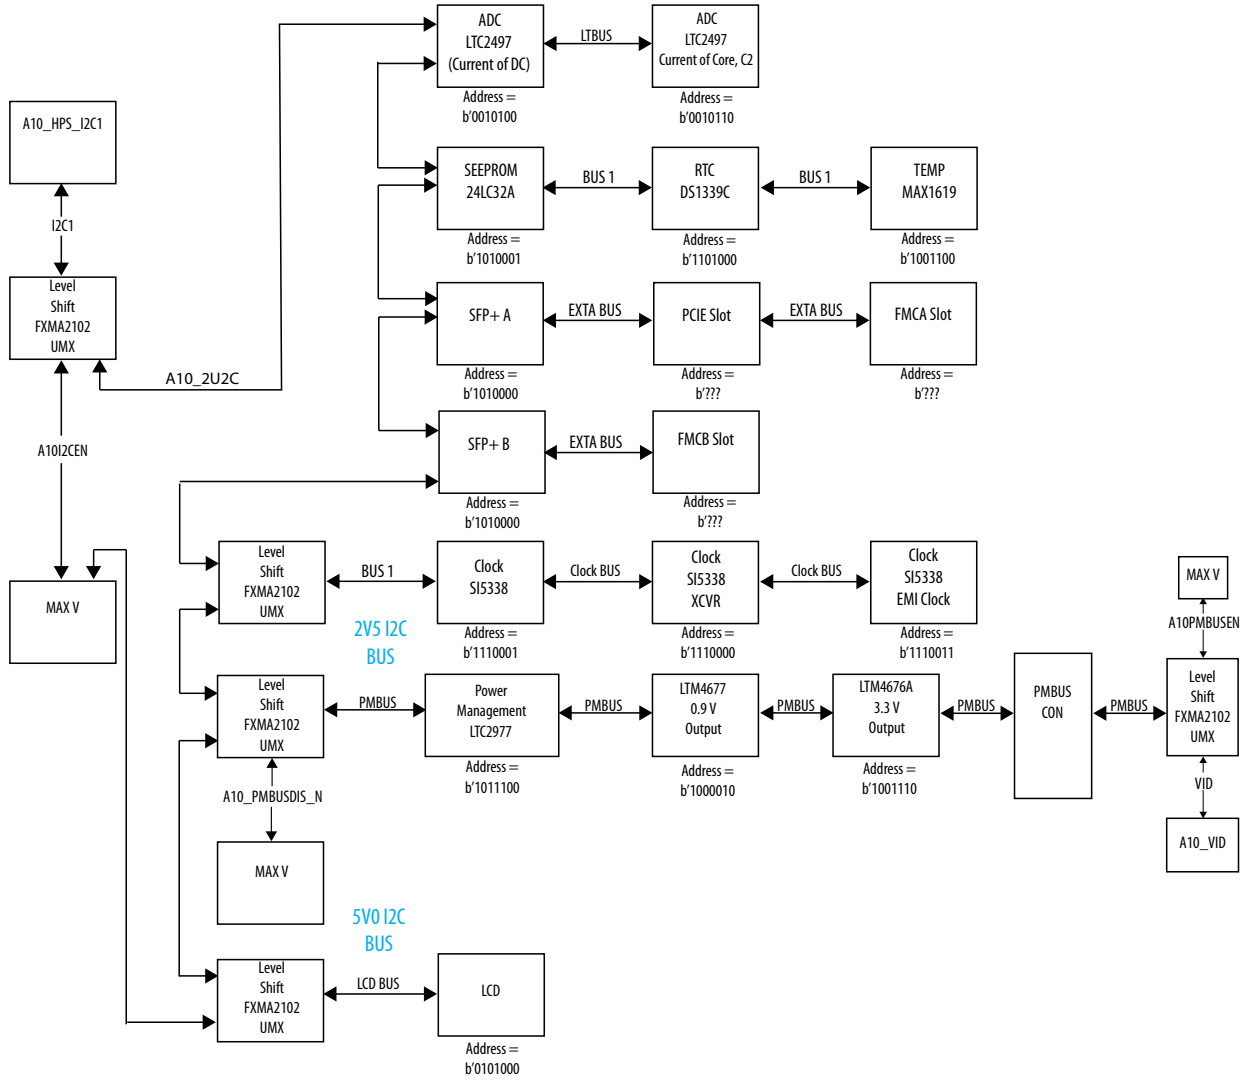 ADC
LTC2497
(Current of DC)
LTBUS
ADC
LTC2497
Current of Core, C2
Address =
b'0010100
Address =
b'0010110
A10_HPS_I2C1
I2C1
Level
Shift
FXMA2102
UMX
A10_2U2C
A10I2CEN
MAX V
SEEPROM
24LC32A
BUS 1
RTC
DS1339C
BUS 1
TEMP
MAX1619
Address =
b'1010001
Address =
b'1101000
Address =
b'1001100
SFP+ A
EXTA BUS
PCIE Slot
EXTA BUS
FMCA Slot
Address =
b'1010000
Address =
b'???
Address =
b'???
SFP+ B
EXTA BUS
FMCB Slot
Address =
b'1010000
Address =
b'???
Level
Shift
FXMA2102
UMX
BUS 1
Clock
SI5338
Clock BUS
Clock
SI5338
XCVR
Clock BUS
Clock
SI5338
EMI Clock
Address =
b'1110001
Address =
b'1110000
Address =
b'1110011
2V5 I2C
BUS
MAX V
A10PMBUSEN
Level
Shift
FXMA2102
UMX
PMBUS
Power
Management
LTC2977
PMBUS
LTM4677
0.9 V
Output
PMBUS
LTM4676A
3.3 V
Output
PMBUS
PMBUS
CON
PMBUS
Level
Shift
FXMA2102
UMX
Address =
b'1011100
Address =
b'1000010
Address =
b'1001110
VID
A10_VID
A10_PMBUSDIS_N
MAX V
5V0 I2C
BUS
Level
Shift
FXMA2102
UMX
LCD BUS
LCD
Address =
b'0101000